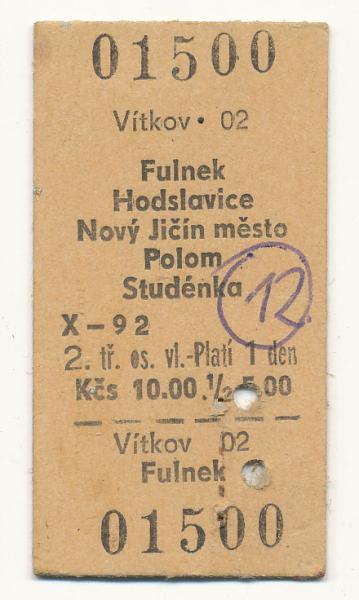 01500
Vítkov • 02
Fulnek
Hodslavice
Nový Jičín město
Polom
Studénka
12.
X-92
2. tř. os. vl.-Platí 1 den
Kčs 10.00 ½ 5.00
Vítkov 02
Fulnek
01500